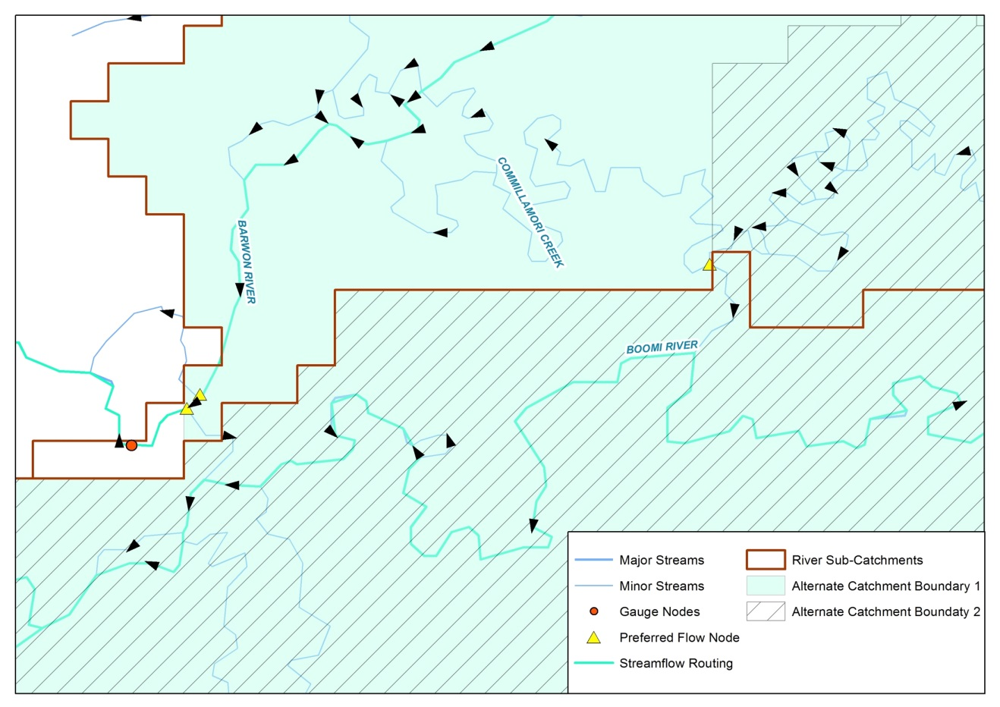 COMMILLAMORI CREEK
BARWON RIVER
BOOMI RIVER
Major Streams
Minor Streams
Gauge Nodes
Preferred Flow Node
Streamflow Routing
River Sub-Catchments
Alternate Catchment Boundary 1
Alternate Catchment Boundaty 2